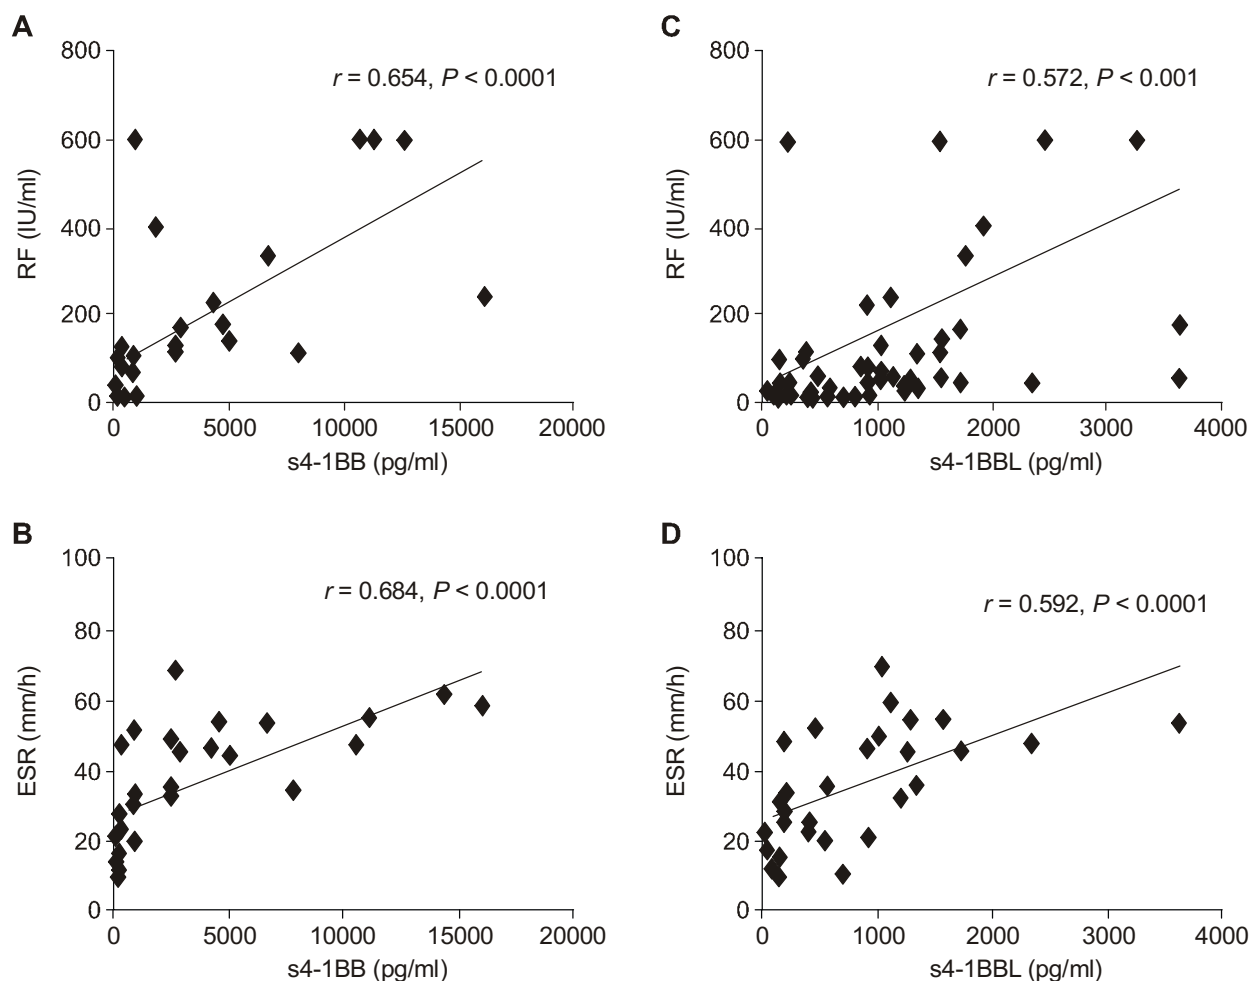 A
r = 0.654, P < 0.0001
RF (IU/ml)
800
600
400
200
0
0 5000 10000 15000 20000
s4-1BB (pg/ml)
C
r = 0.572, P < 0.001
RF (IU/ml)
800
600
400
200
0
0 1000 2000 3000 4000
s4-1BBL (pg/ml)
B
r = 0.684, P < 0.0001
ESR (mm/h)
100
80
60
40
20
0
0 5000 10000 15000 20000
s4-1BB (pg/ml)
D
r = 0.592, P < 0.0001
ESR (mm/h)
100
80
60
40
20
0
0 1000 2000 3000 4000
s4-1BBL (pg/ml)